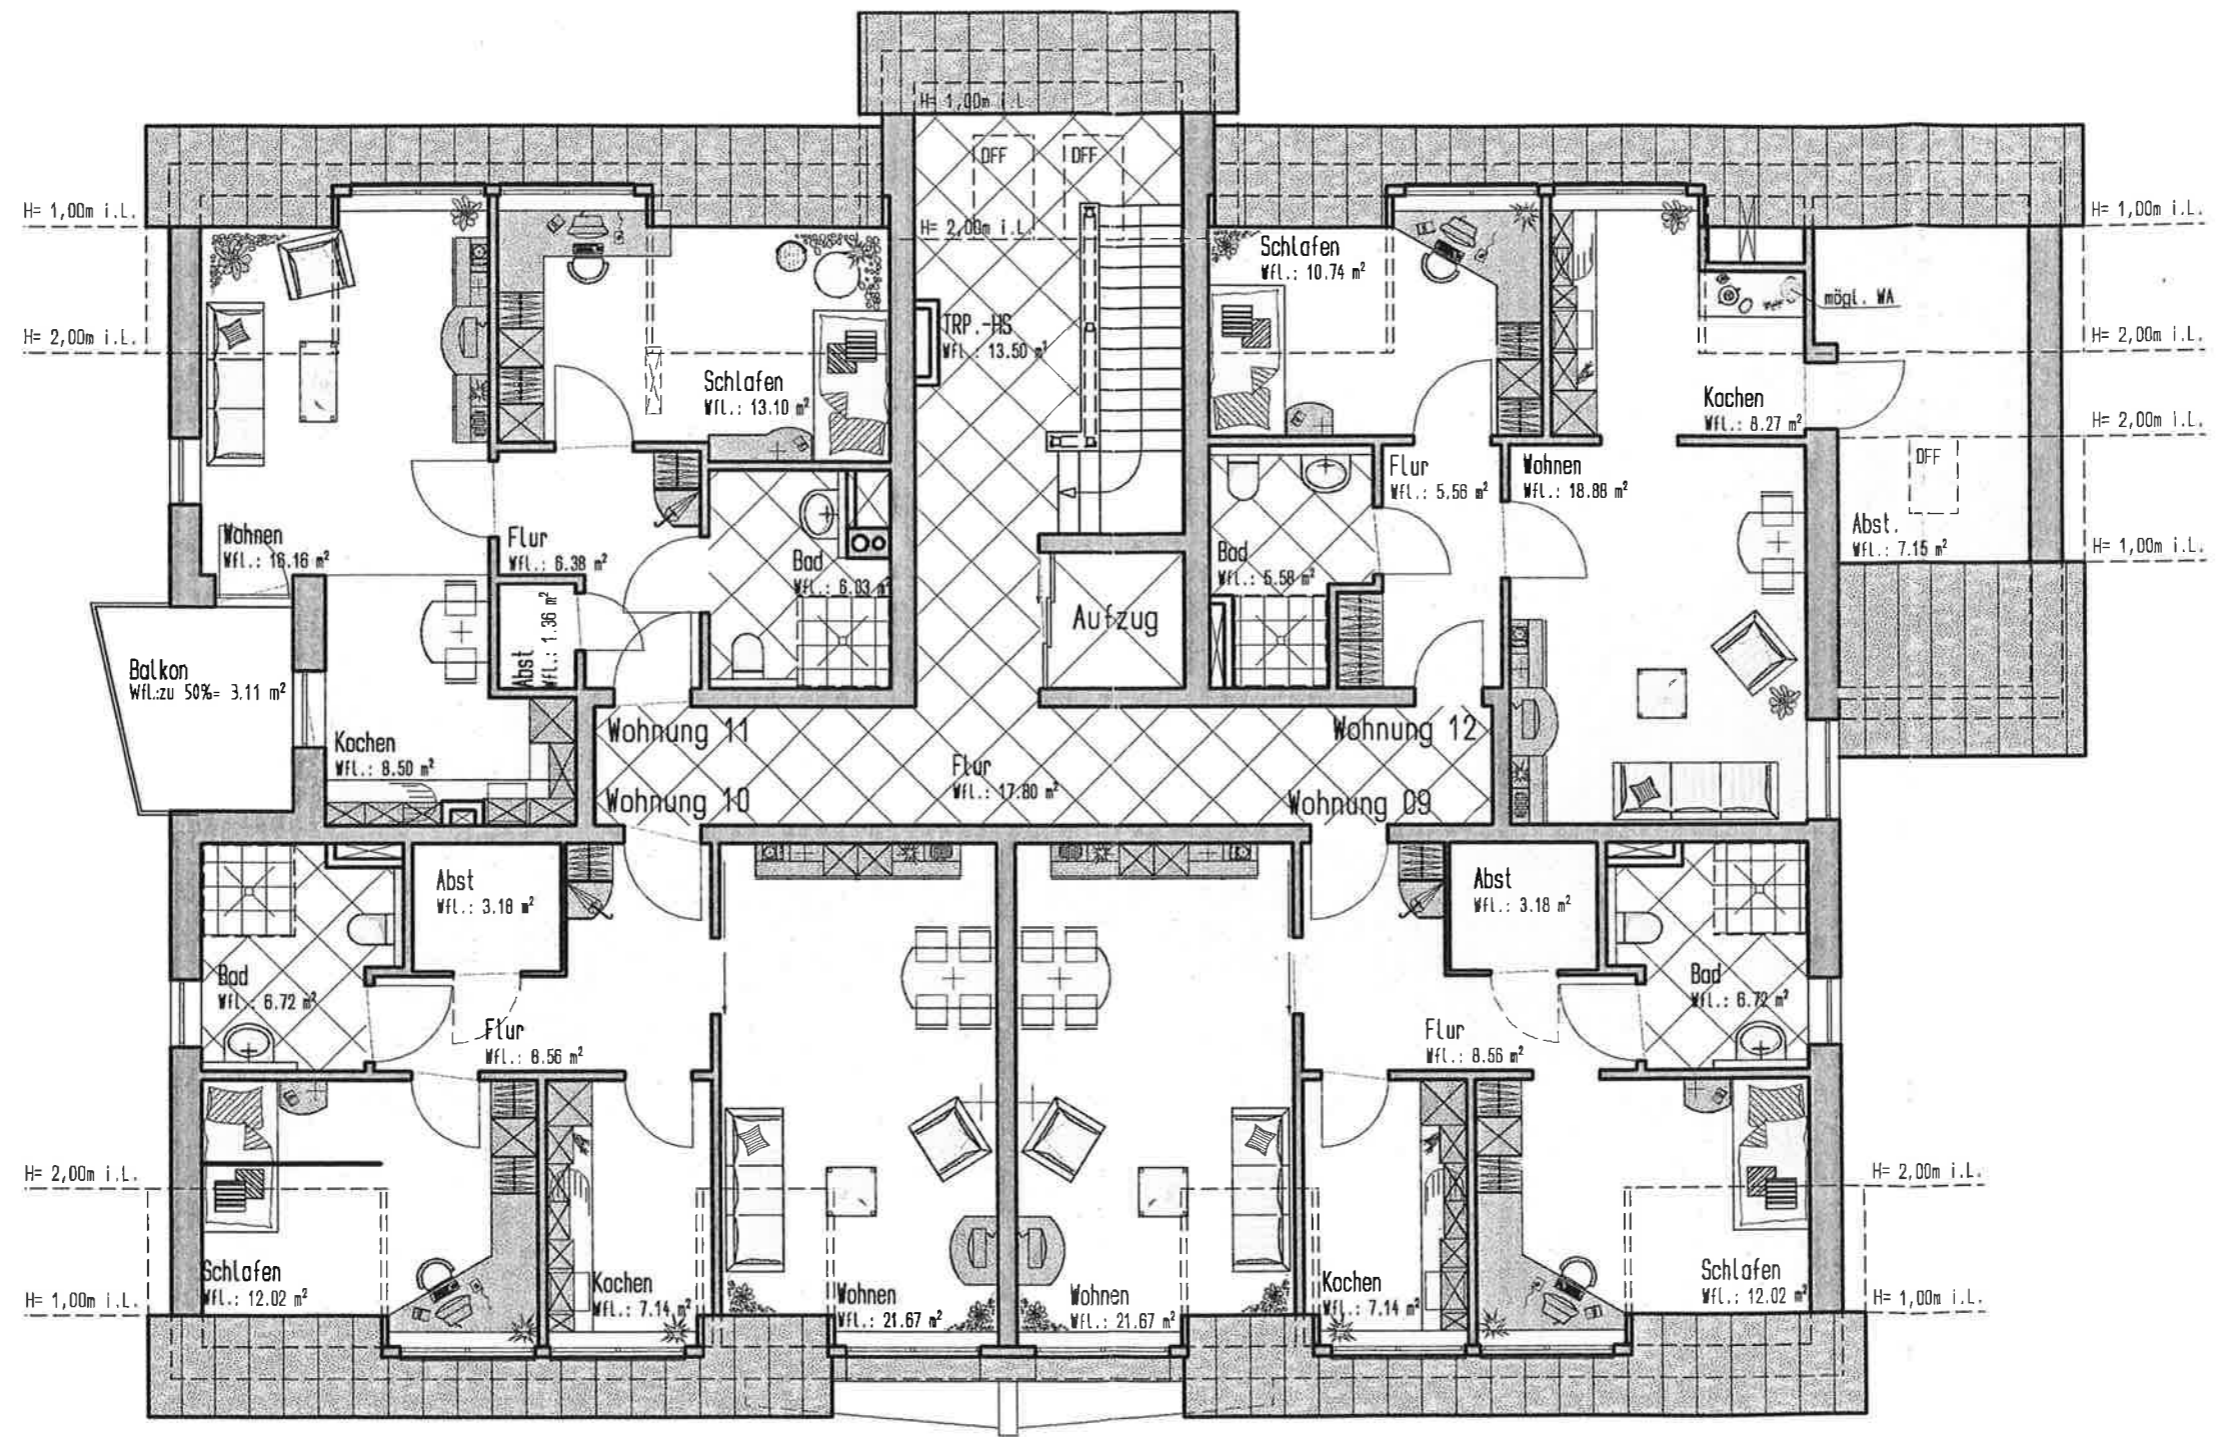 H= 1,00m i.L.
DFF
DFF
H= 1,00m i.L.
H= 2,00m i.L.
H= 1,00m i.L.
Schlafen
Wfl.: 10.74 m²
mögl. WA
H= 2,00m i.L.
TRP.-HS
Wfl.: 13.50 m²
H= 2,00m i.L.
Schlafen
Wfl.: 13.10 m²
Kochen
Wfl.: 8.27 m²
H= 2,00m i.L.
DFF
Flur
Wfl.: 5.56 m²
Wohnen
Wfl.: 18.88 m²
Wohnen
Wfl.: 16.16 m²
Flur
Wfl.: 6.38 m²
Bad
Wfl.: 6.03 m²
Bad
Wfl.: 5.58 m²
Abst.
Wfl.: 7.15 m²
H= 1,00m i.L.
Abst
Wfl.: 1.36 m²
Aufzug
Balkon
Wfl.:zu 50%= 3.11 m²
Kochen
Wfl.: 8.50 m²
Wohnung 11
Wohnung 12
Flur
Wfl.: 17.80 m²
Wohnung 10
Wohnung 09
Abst
Wfl.: 3.18 m²
Abst
Wfl.: 3.18 m²
Bad
Wfl.: 6.72 m²
Bad
Wfl.: 6.72 m²
Flur
Wfl.: 8.56 m²
Flur
Wfl.: 8.56 m²
H= 2,00m i.L.
H= 2,00m i.L.
Schlafen
Wfl.: 12.02 m²
Kochen
Wfl.: 7.14 m²
Wohnen
Wfl.: 21.67 m²
Wohnen
Wfl.: 21.67 m²
Kochen
Wfl.: 7.14 m²
Schlafen
Wfl.: 12.02 m²
H= 1,00m i.L.
H= 1,00m i.L.